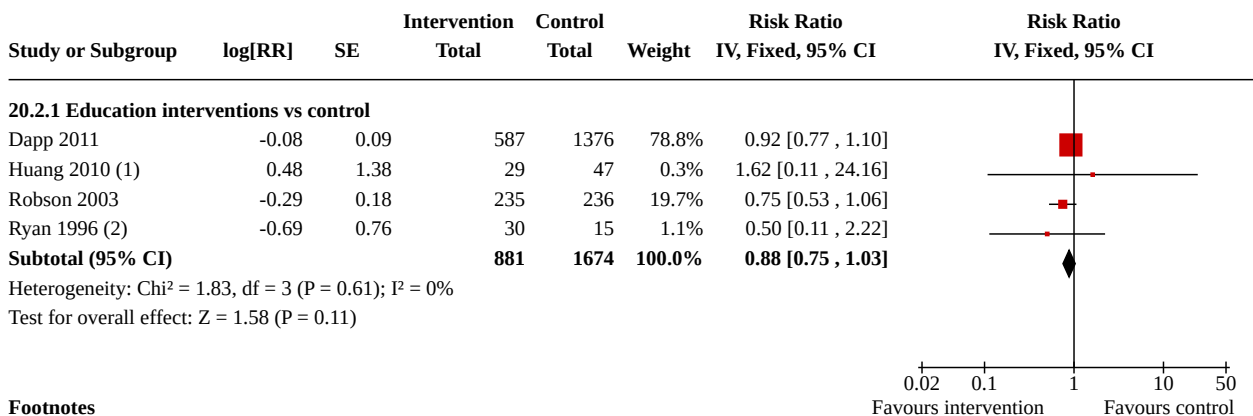 Intervention Control Risk Ratio Risk Ratio
Study or Subgroup log[RR] SE Total Total Weight IV, Fixed, 95% CI IV, Fixed, 95% CI
20.2.1 Education interventions vs control
Dapp 2011 -0.08 0.09 587 1376 78.8% 0.92 [0.77 , 1.10]
Huang 2010 (1) 0.48 1.38 29 47 0.3% 1.62 [0.11 , 24.16]
Robson 2003 -0.29 0.18 235 236 19.7% 0.75 [0.53 , 1.06]
Ryan 1996 (2) -0.69 0.76 30 15 1.1% 0.50 [0.11 , 2.22]
Subtotal (95% CI) 881 1674 100.0% 0.88 [0.75 , 1.03]
Heterogeneity: Chi² = 1.83, df = 3 (P = 0.61); I² = 0%
Test for overall effect: Z = 1.58 (P = 0.11)
0.02 0.1 1 10 50
Footnotes Favours intervention Favours control